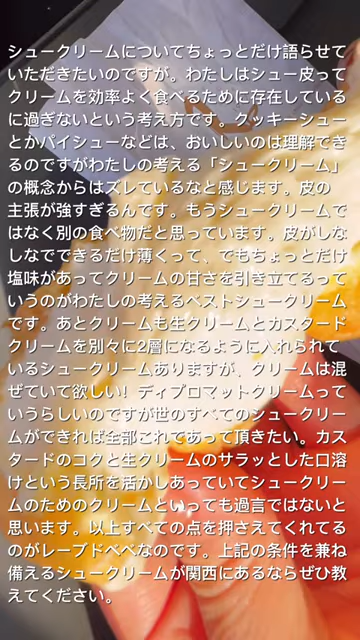 シュークリームについてちょっとだけ語らせて
いただきたいのですが。わたしはシュー皮って
クリームを効率よく食べるために存在している
に過ぎないという考え方です。クッキーシュー
とかパイシューなどは、おいしいのは理解でき
るのですがわたしの考える「シュークリーム」
の概念からはズレているなと感じます。皮の
主張が強すぎるんです。もうシュークリームで
はなく別の食べ物だと思っています。皮がしな
しなでできるだけ薄くって、でもちょっとだけ
塩味があってクリームの甘さを引き立てるって
いうのがわたしの考えるベストシュークリーム
です。あとクリームも生クリームとカスタード
クリームを別々に2層になるように入れられて
いるシュークリームありますが、クリームは混
ぜていて欲しい！ディプロマットクリームって
いうらしいのですが世のすべてのシュークリー
ムができれば全部これであって頂きたい。カス
タードのコクと生クリームのサラッとした口溶
けという長所を活かしあっていてシュークリー
ムのためのクリームといっても過言ではないと
思います。以上すべての点を押さえてくれてる
のがレーブドベベなのです。上記の条件を兼ね
備えるシュークリームが関西にあるならぜひ教
えてください。